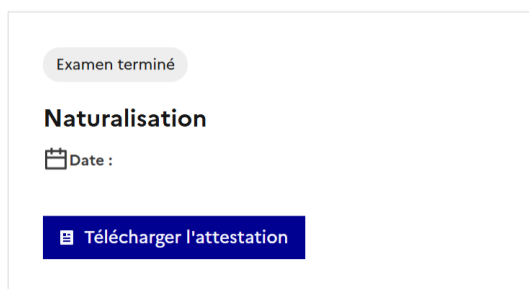 Examen terminé
Naturalisation
Date :
Télécharger l'attestation